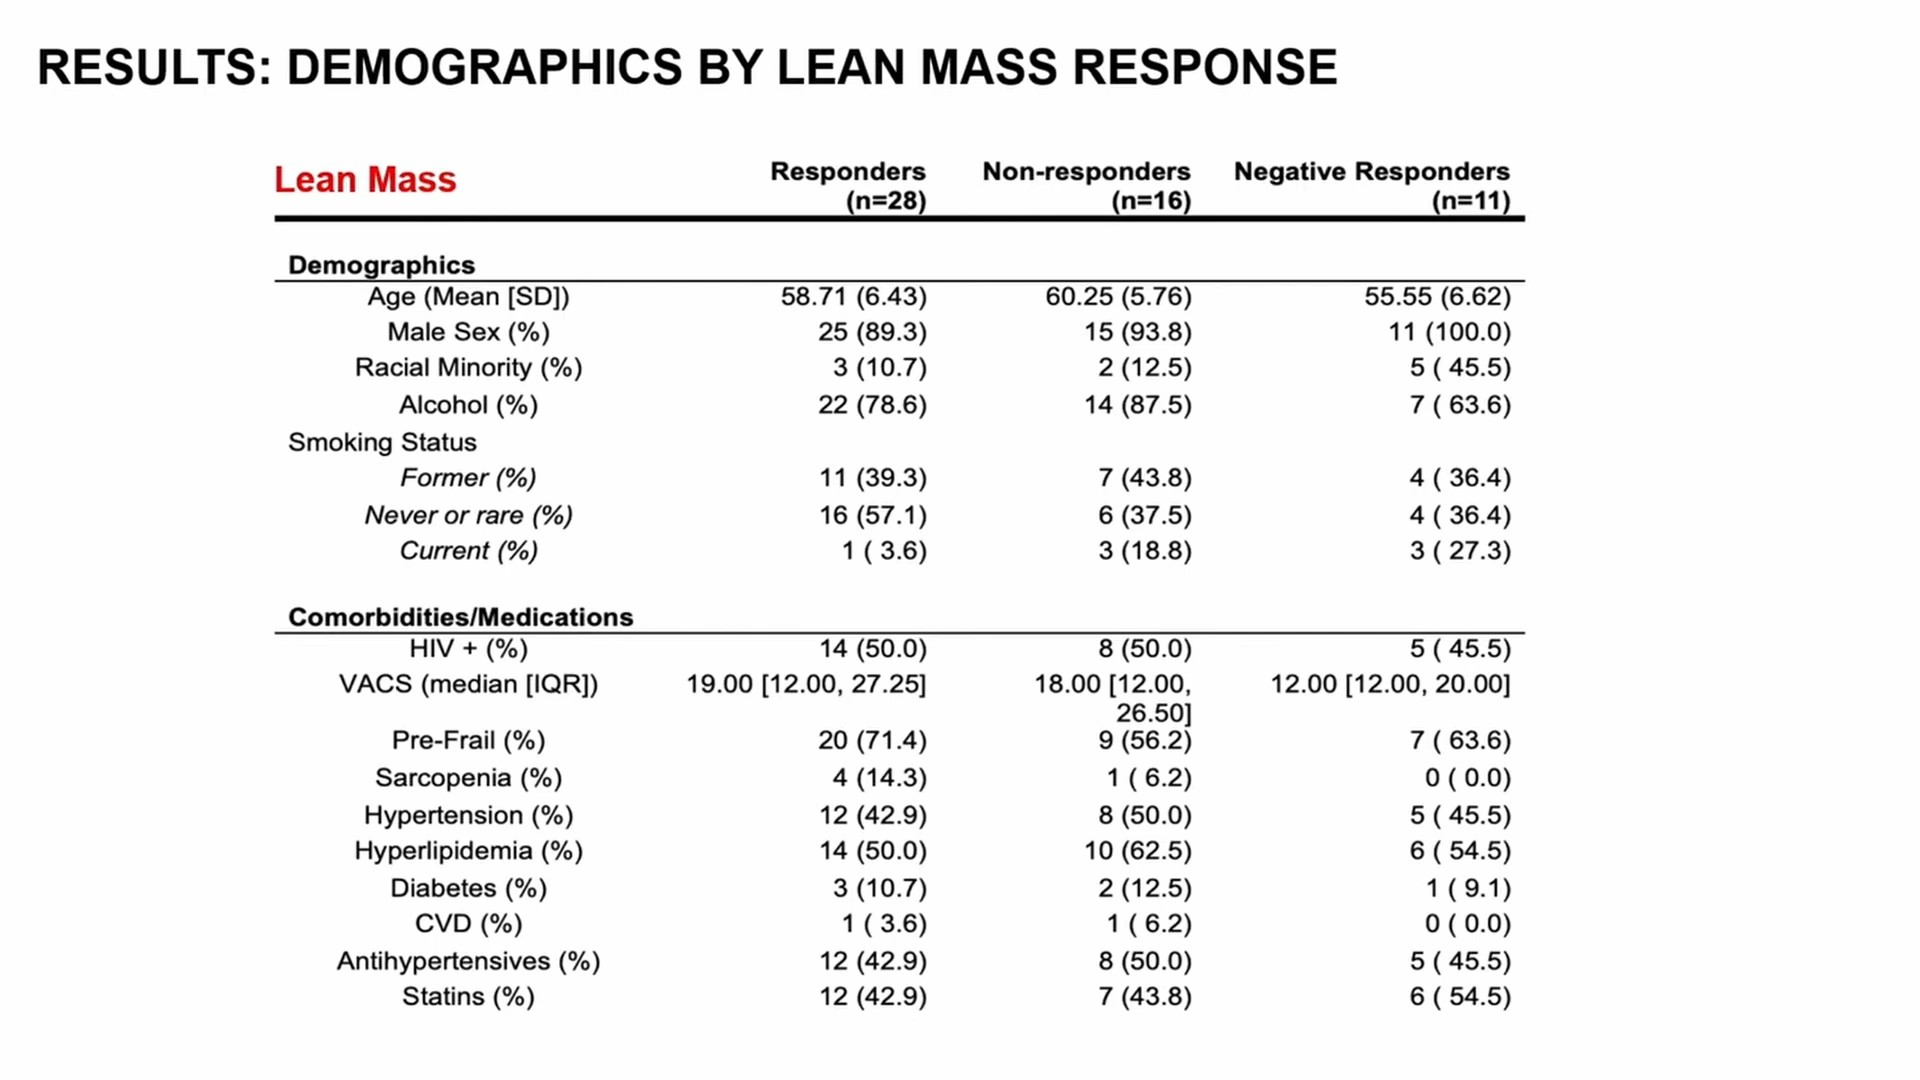 RESULTS: DEMOGRAPHICS BY LEAN MASS RESPONSE
Lean Mass Responders (n=28) Non-responders (n=16) Negative Responders (n=11)
Demographics
Age (Mean [SD]) 58.71 (6.43) 60.25 (5.76) 55.55 (6.62)
Male Sex (%) 25 (89.3) 15 (93.8) 11 (100.0)
Racial Minority (%) 3 (10.7) 2 (12.5) 5 ( 45.5)
Alcohol (%) 22 (78.6) 14 (87.5) 7 ( 63.6)
Smoking Status
Former (%) 11 (39.3) 7 (43.8) 4 ( 36.4)
Never or rare (%) 16 (57.1) 6 (37.5) 4 ( 36.4)
Current (%) 1 ( 3.6) 3 (18.8) 3 ( 27.3)
Comorbidities/Medications
HIV + (%) 14 (50.0) 8 (50.0) 5 ( 45.5)
VACS (median [IQR]) 19.00 [12.00, 27.25] 18.00 [12.00, 26.50] 12.00 [12.00, 20.00]
Pre-Frail (%) 20 (71.4) 9 (56.2) 7 ( 63.6)
Sarcopenia (%) 4 (14.3) 1 ( 6.2) 0 ( 0.0)
Hypertension (%) 12 (42.9) 8 (50.0) 5 ( 45.5)
Hyperlipidemia (%) 14 (50.0) 10 (62.5) 6 ( 54.5)
Diabetes (%) 3 (10.7) 2 (12.5) 1 ( 9.1)
CVD (%) 1 ( 3.6) 1 ( 6.2) 0 ( 0.0)
Antihypertensives (%) 12 (42.9) 8 (50.0) 5 ( 45.5)
Statins (%) 12 (42.9) 7 (43.8) 6 ( 54.5)